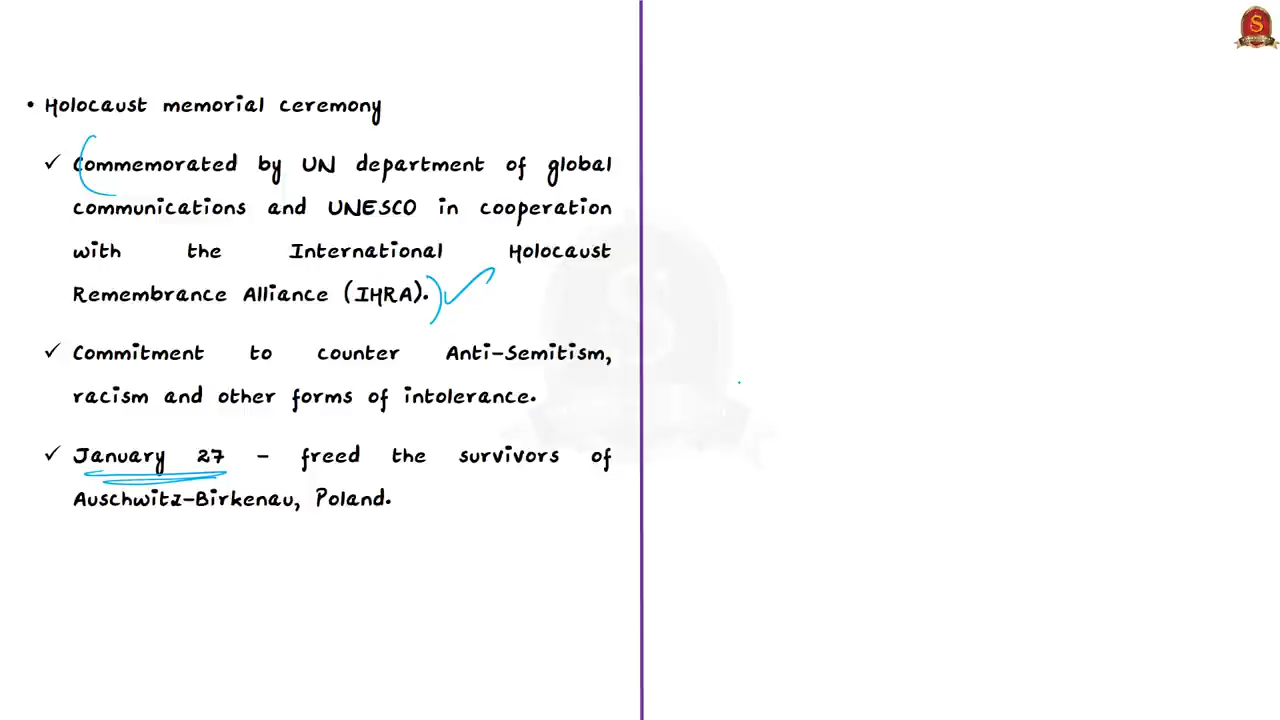 • Holocaust memorial ceremony
✓ Commemorated by UN department of global
communications and UNESCO in cooperation
with the International Holocaust
Remembrance Alliance (IHRA).
✓ Commitment to counter Anti-Semitism,
racism and other forms of intolerance.
✓ January 27 – freed the survivors of
Auschwitz-Birkenau, Poland.
S